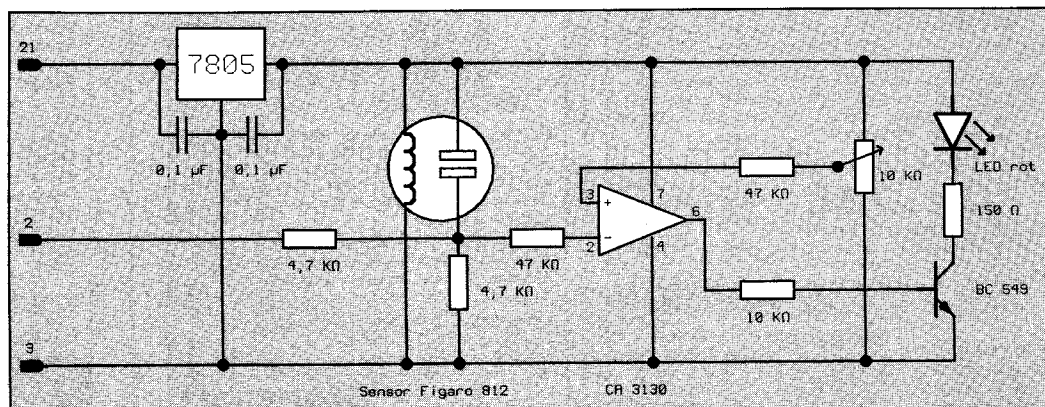 21
7805
0,1 µF
0,1 µF
LED rot
10 KΩ
47 KΩ
150 Ω
3
+
7
6
2
-
4
2
4,7 KΩ
47 KΩ
4,7 KΩ
10 KΩ
BC 549
3
Sensor Figaro 812
CA 3130